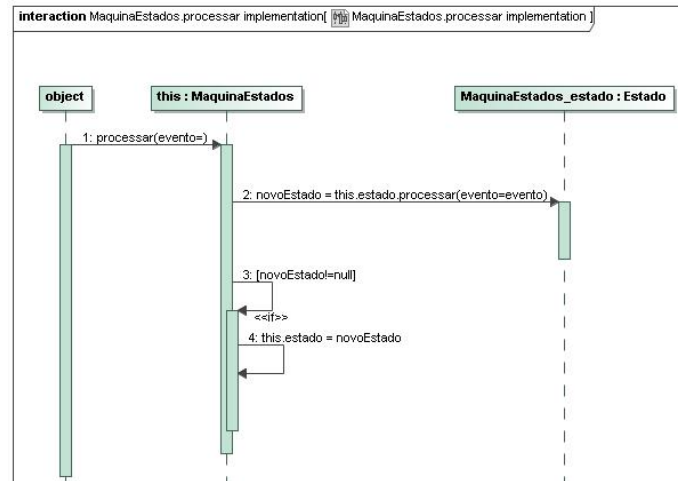 interaction MaquinaEstados.processar implementation[ MaquinaEstados.processar implementation ]
object
this : MaquinaEstados
MaquinaEstados_estado : Estado
1: processar(evento=)
2: novoEstado = this.estado.processar(evento=evento)
3: [novoEstado!=null]
<<if>>
4: this.estado = novoEstado